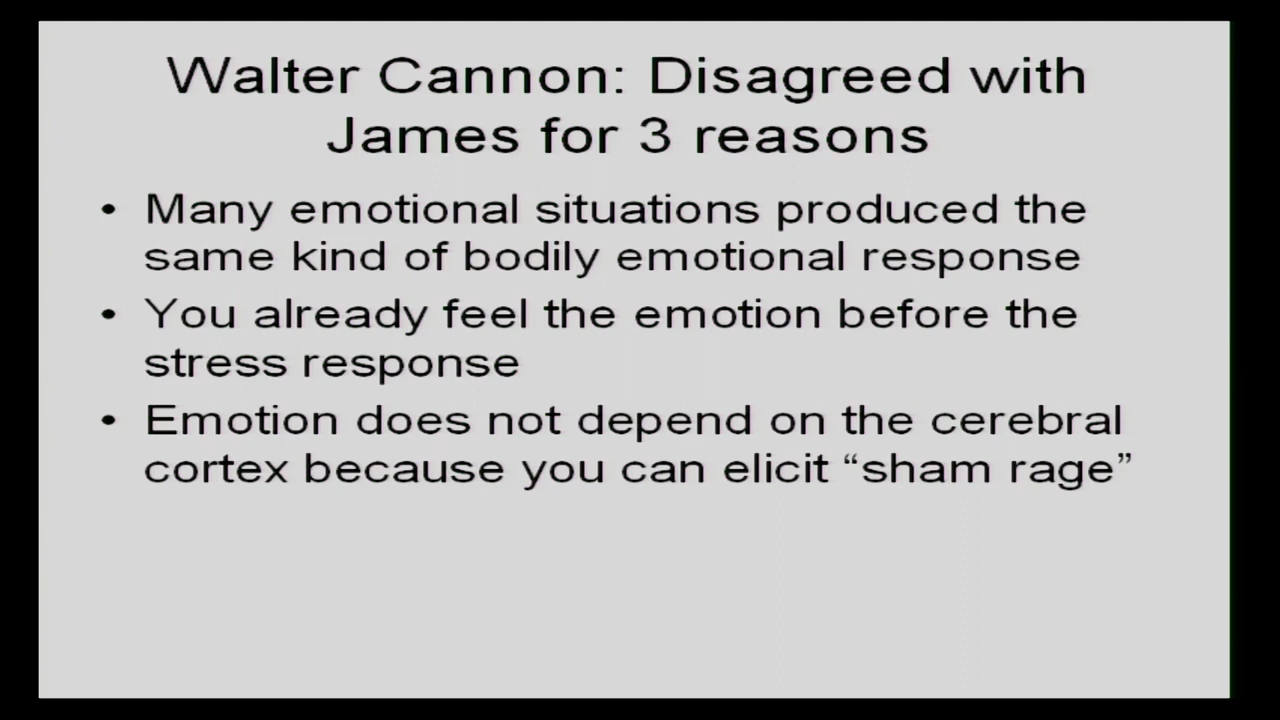 Walter Cannon: Disagreed with
James for 3 reasons
• Many emotional situations produced the
same kind of bodily emotional response
• You already feel the emotion before the
stress response
• Emotion does not depend on the cerebral
cortex because you can elicit “sham rage”